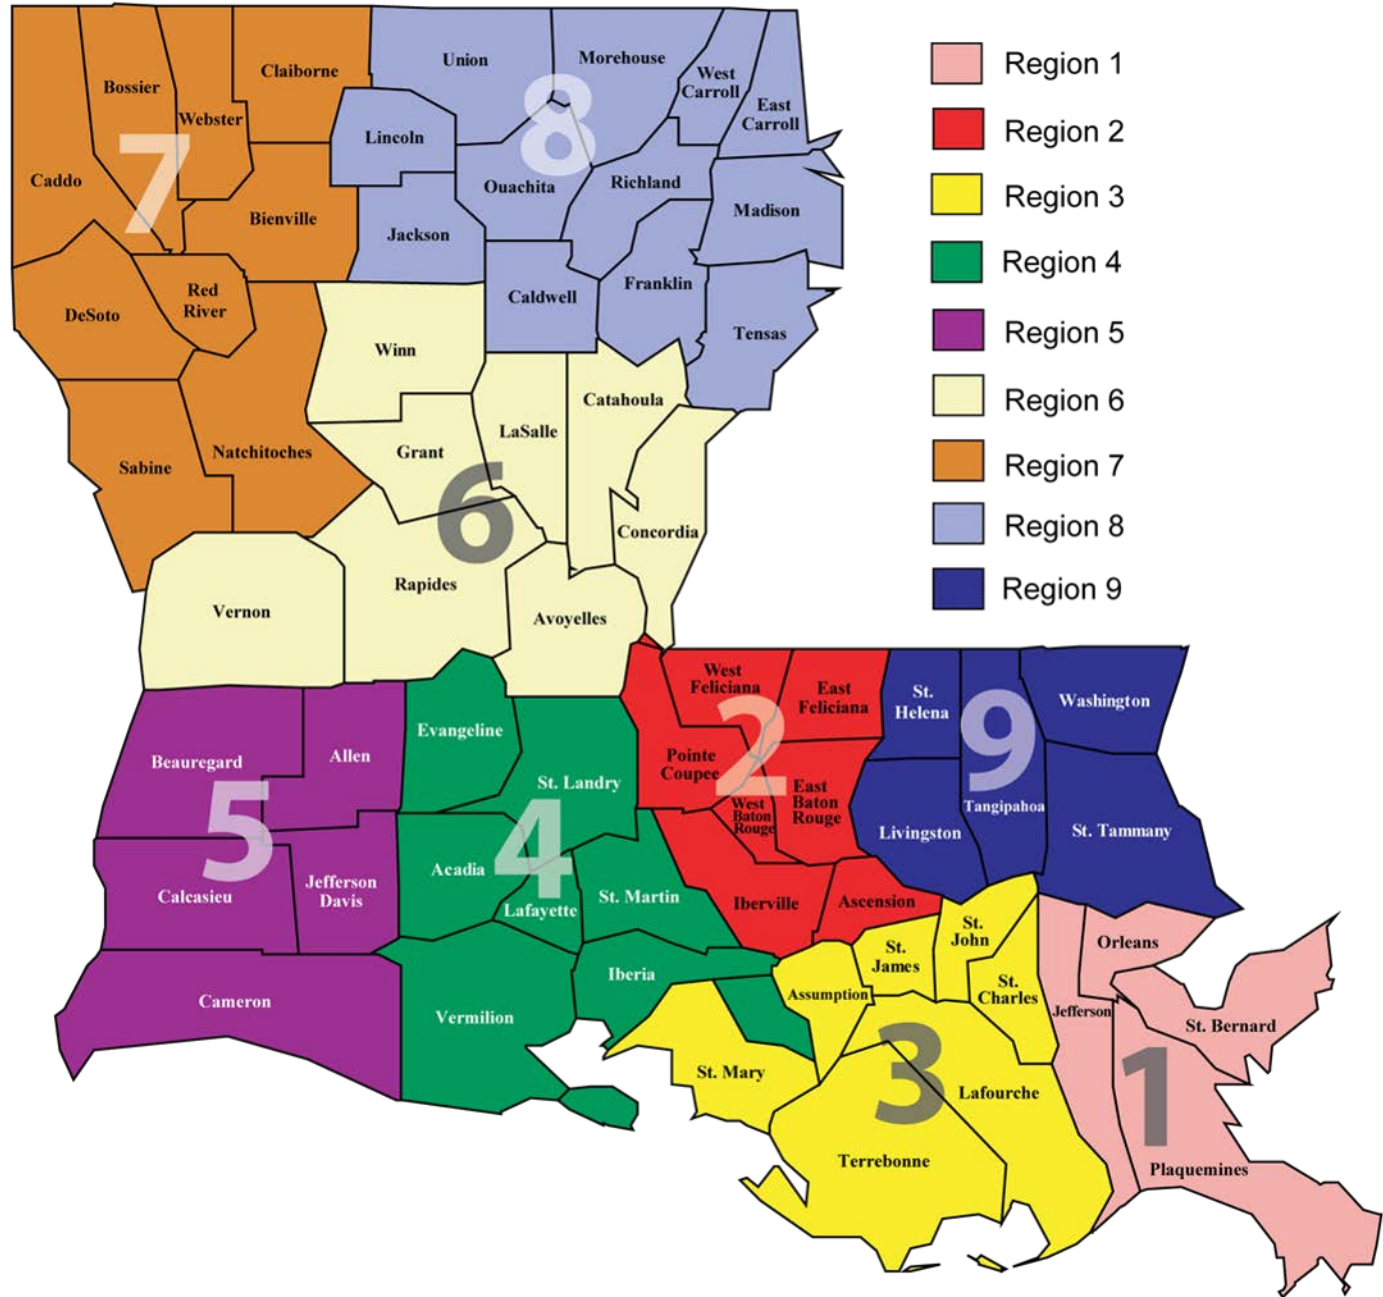 Union
Morehouse
West
Carroll
East
Carroll
Claiborne
Bossier
Webster
Lincoln
8
7
Caddo
Ouachita
Richland
Madison
Bienville
Jackson
Red
River
DeSoto
Caldwell
Franklin
Tensas
Winn
Catahoula
LaSalle
Grant
Natchitoches
Sabine
6
Concordia
Rapides
Vernon
Avoyelles
Region 1
Region 2
Region 3
Region 4
Region 5
Region 6
Region 7
Region 8
Region 9
West
Feliciana
East
Feliciana
St.
Helena
Washington
9
2
Evangeline
Pointe
Coupee
Beauregard
Allen
St. Landry
East
Baton
Rouge
West
Baton
Rouge
Tangipahoa
Livingston
St. Tammany
5
4
Acadia
Calcasieu
Jefferson
Davis
Lafayette
St. Martin
Iberville
Ascension
St.
John
St.
James
Orleans
Iberia
Assumption
St.
Charles
Jefferson
Cameron
Vermilion
St. Bernard
St. Mary
3
Lafourche
1
Terrebonne
Plaquemines